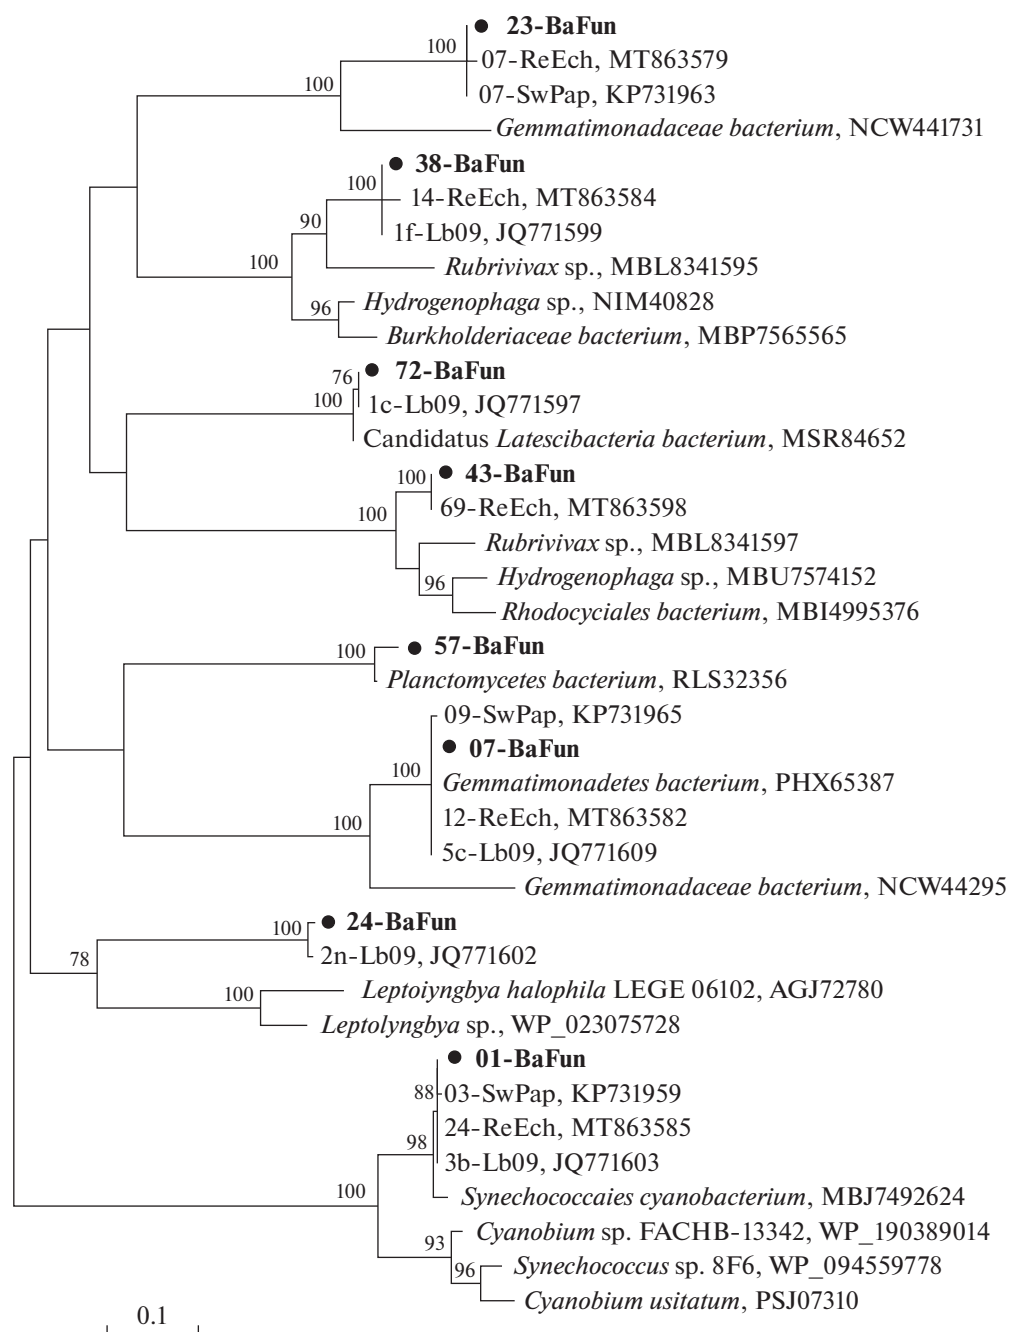 23-BaFun
100
07-ReEch, MT863579
100
07-SwPap, KP731963
Gemmatimonadaceae bacterium, NCW441731
38-BaFun
100
14-ReEch, MT863584
90
1f-Lb09, JQ771599
100
Rubrivivax sp., MBL8341595
Hydrogenophaga sp., NIM40828
96
Burkholderiaceae bacterium, MBP7565565
72-BaFun
76
1c-Lb09, JQ771597
100
Candidatus Latescibacteria bacterium, MSR84652
43-BaFun
100
69-ReEch, MT863598
100
Rubrivivax sp., MBL8341597
Hydrogenophaga sp., MBU7574152
96
Rhodocyciales bacterium, MBI4995376
57-BaFun
100
Planctomycetes bacterium, RLS32356
09-SwPap, KP731965
07-BaFun
100
Gemmatimonadetes bacterium, PHX65387
12-ReEch, MT863582
100
5c-Lb09, JQ771609
Gemmatimonadaceae bacterium, NCW44295
24-BaFun
100
2n-Lb09, JQ771602
78
Leptoiyngbya halophila LEGE 06102, AGJ72780
100
Leptolyngbya sp., WP_023075728
01-BaFun
88
03-SwPap, KP731959
24-ReEch, MT863585
98
3b-Lb09, JQ771603
100
Synechococcaies cyanobacterium, MBJ7492624
Cyanobium sp. FACHB-13342, WP_190389014
93
Synechococcus sp. 8F6, WP_094559778
96
Cyanobium usitatum, PSJ07310
0.1